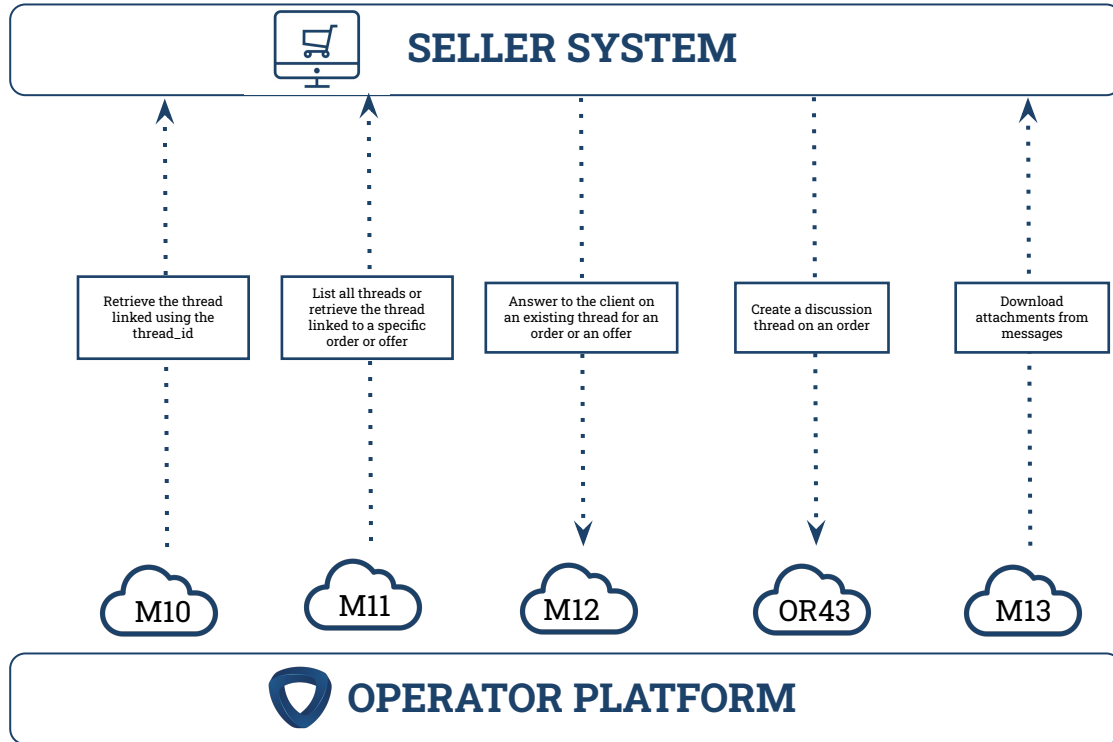 SELLER SYSTEM
Retrieve the thread
linked using the
thread_id
List all threads or
retrieve the thread
linked to a specific
order or offer
Answer to the client on
an existing thread for an
order or an offer
Create a discussion
thread on an order
Download
attachments from
messages
M10
M11
M12
OR43
M13
OPERATOR PLATFORM